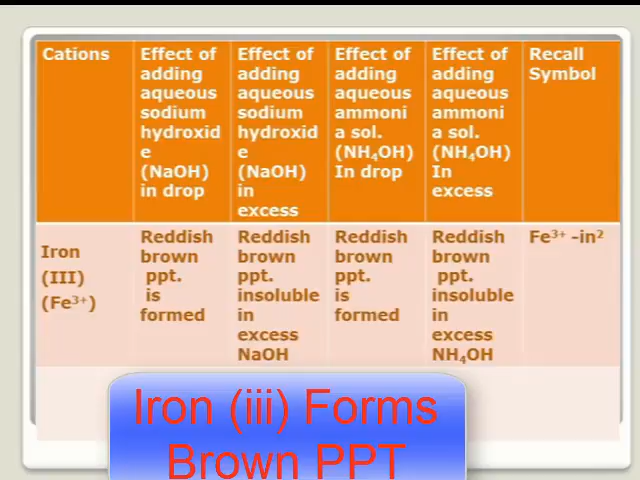 Cations
Effect of
adding
aqueous
sodium
hydroxid
e
(NaOH)
in drop
Effect of
adding
aqueous
sodium
hydroxid
e
(NaOH)
in
excess
Effect of
adding
aqueous
ammoni
a sol.
(NH₄OH)
In drop
Effect of
adding
aqueous
ammoni
a sol.
(NH₄OH)
In
excess
Recall
Symbol
Iron
(III)
(Fe³⁺)
Reddish
brown
ppt.
is
formed
Reddish
brown
ppt.
insoluble
in
excess
NaOH
Reddish
brown
ppt.
is
formed
Reddish
brown
ppt.
insoluble
in
excess
NH₄OH
Fe³⁺ -in²
Iron (iii) Forms
Brown PPT